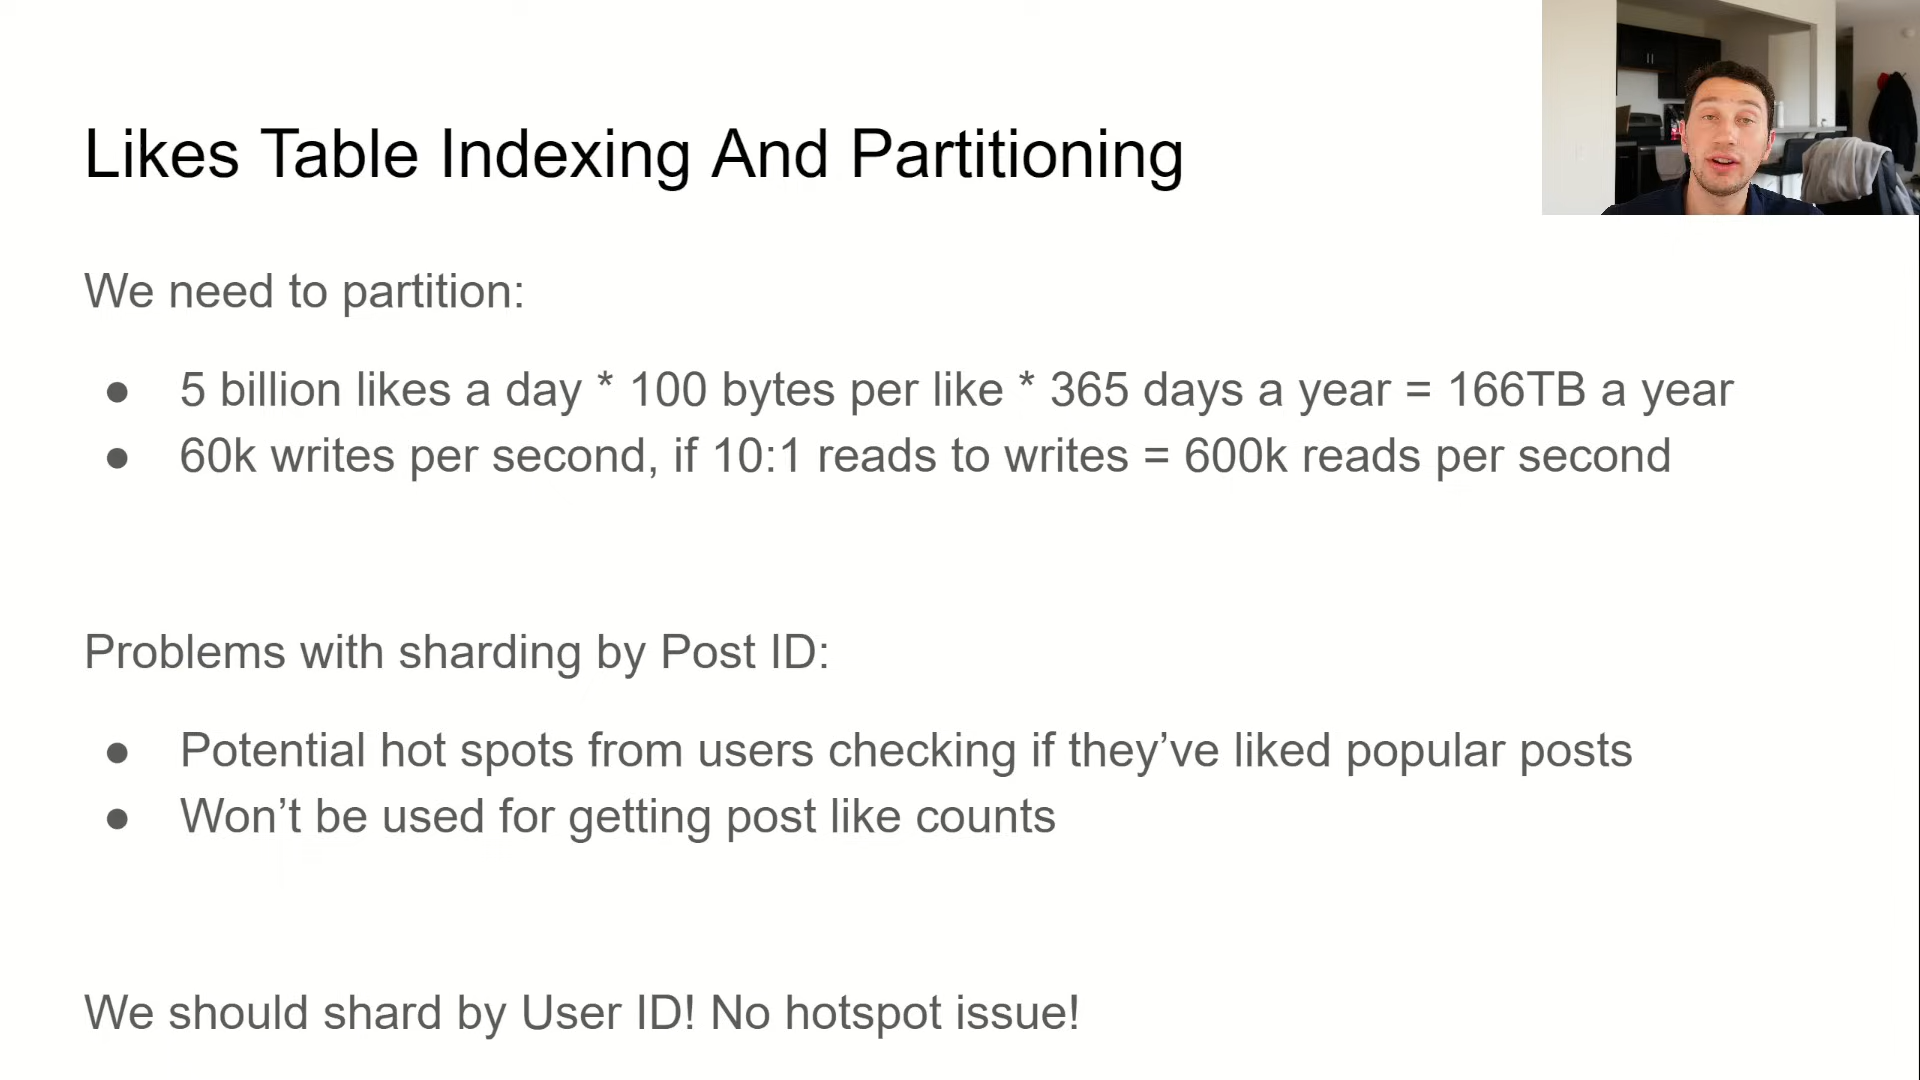 Likes Table Indexing And Partitioning
We need to partition:
● 5 billion likes a day * 100 bytes per like * 365 days a year = 166TB a year
● 60k writes per second, if 10:1 reads to writes = 600k reads per second
Problems with sharding by Post ID:
● Potential hot spots from users checking if they’ve liked popular posts
● Won’t be used for getting post like counts
We should shard by User ID! No hotspot issue!